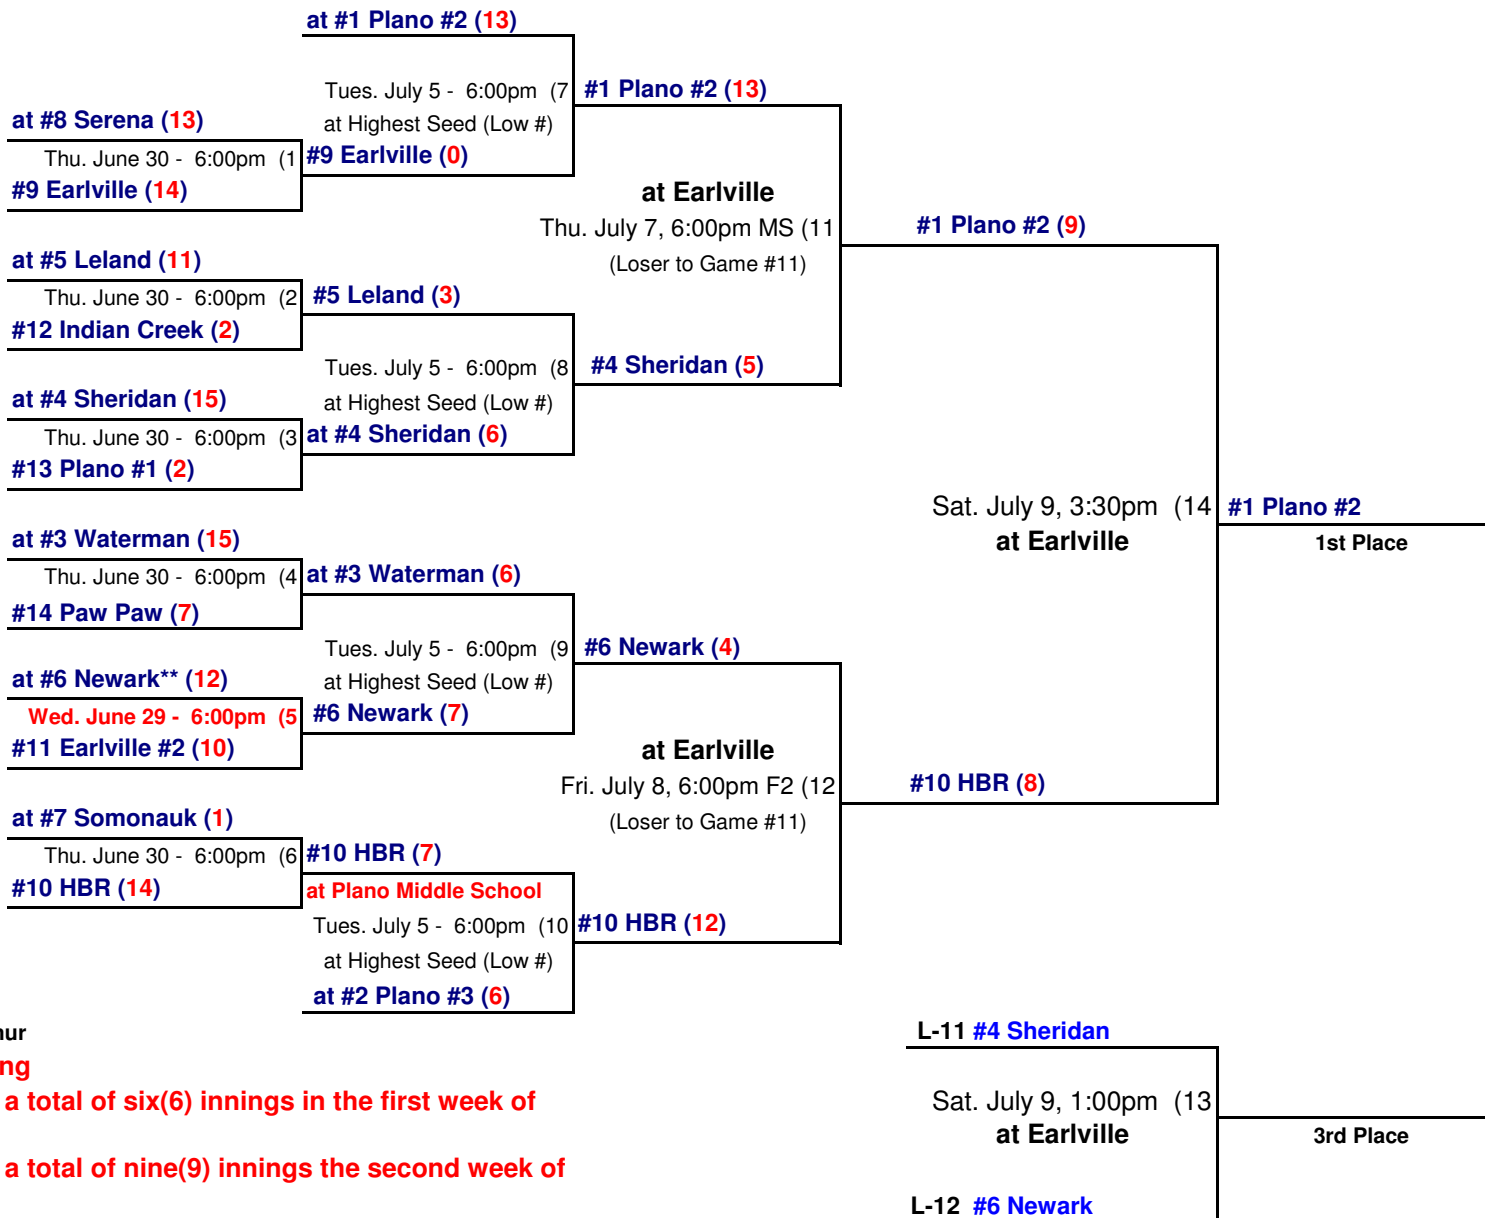 at #1 Plano #2 (13)
Tues. July 5 - 6:00pm (7
at Highest Seed (Low #)
#1 Plano #2 (13)
at #8 Serena (13)
Thu. June 30 - 6:00pm (1
#9 Earlville (0)
#9 Earlville (14)
at Earlville
Thu. July 7, 6:00pm MS (11
(Loser to Game #11)
#1 Plano #2 (9)
at #5 Leland (11)
Thu. June 30 - 6:00pm (2
#5 Leland (3)
#12 Indian Creek (2)
Tues. July 5 - 6:00pm (8
at Highest Seed (Low #)
#4 Sheridan (5)
at #4 Sheridan (15)
Thu. June 30 - 6:00pm (3
at #4 Sheridan (6)
#13 Plano #1 (2)
Sat. July 9, 3:30pm (14
at Earlville
#1 Plano #2
1st Place
at #3 Waterman (15)
Thu. June 30 - 6:00pm (4
at #3 Waterman (6)
#14 Paw Paw (7)
Tues. July 5 - 6:00pm (9
at Highest Seed (Low #)
#6 Newark (4)
at #6 Newark** (12)
Wed. June 29 - 6:00pm (5
#6 Newark (7)
#11 Earlville #2 (10)
at Earlville
Fri. July 8, 6:00pm F2 (12
(Loser to Game #11)
#10 HBR (8)
at #7 Somonauk (1)
Thu. June 30 - 6:00pm (6
#10 HBR (7)
#10 HBR (14)
at Plano Middle School
Tues. July 5 - 6:00pm (10
at Highest Seed (Low #)
#10 HBR (12)
at #2 Plano #3 (6)
ur
ng
a total of six(6) innings in the first week of
a total of nine(9) innings the second week of
L-11 #4 Sheridan
Sat. July 9, 1:00pm (13
at Earlville
3rd Place
L-12 #6 Newark